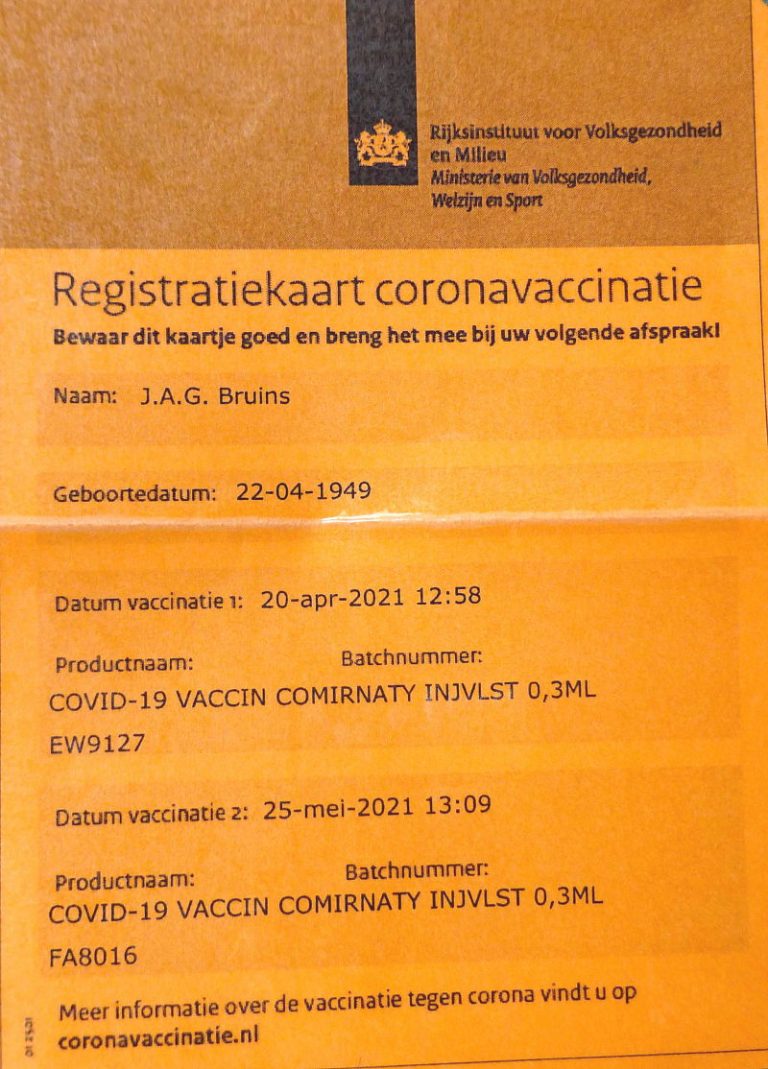 Rijksinstituut voor Volksgezondheid
en Milieu
Ministerie van Volksgezondheid,
Welzijn en Sport
Registratiekaart coronavaccinatie
Bewaar dit kaartje goed en breng het mee bij uw volgende afspraak!
Naam: J.A.G. Bruins
Geboortedatum: 22-04-1949
Datum vaccinatie 1: 20-apr-2021 12:58
Productnaam: Batchnummer:
COVID-19 VACCIN COMIRNATY INJVLST 0,3ML
EW9127
Datum vaccinatie 2: 25-mei-2021 13:09
Productnaam: Batchnummer:
COVID-19 VACCIN COMIRNATY INJVLST 0,3ML
FA8016
Meer informatie over de vaccinatie tegen corona vindt u op
coronavaccinatie.nl